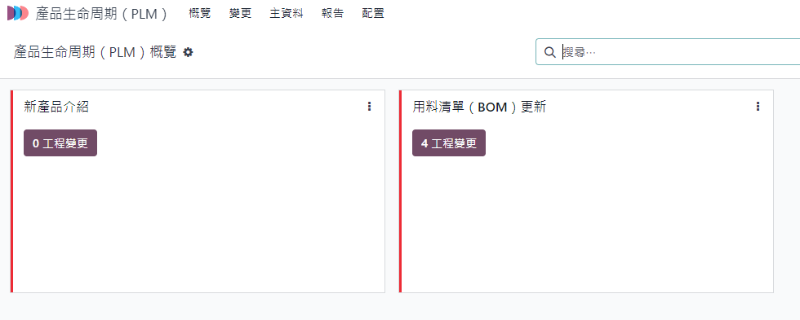 產品生命周期（PLM） 概覽 變更 主資料 報告 配置
產品生命周期（PLM）概覽
搜尋⋯
新產品介紹
0 工程變更
用料清單（BOM）更新
4 工程變更